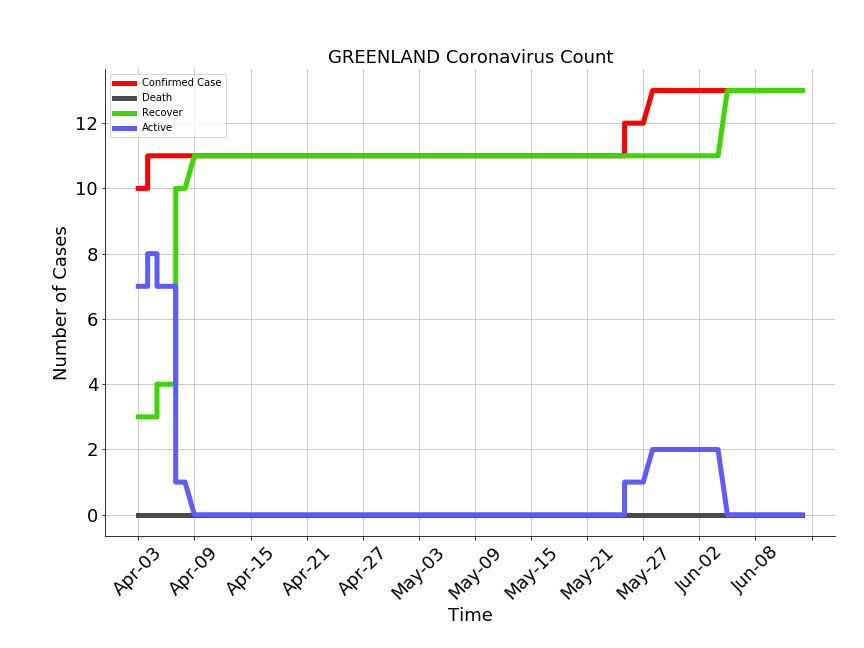 GREENLAND Coronavirus Count
Confirmed Case
Death
Recover
Active
Number of Cases
12
10
8
6
4
2
0
Apr-03
Apr-09
Apr-15
Apr-21
Apr-27
May-03
May-09
May-15
May-21
May-27
Jun-02
Jun-08
Time